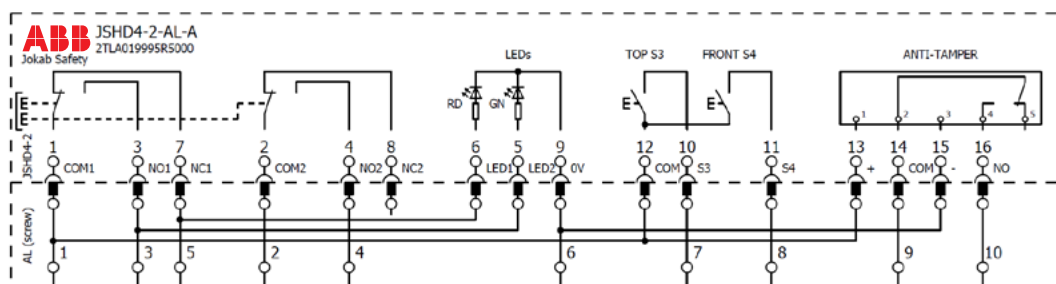 ABB JSHD4-2-AL-A
2TLA019995R5000
Jokab Safety
LEDs TOP S3 FRONT S4 ANTI-TAMPER
RD GN E E
E
E
1 2 3 4 5
JSHD4-2
1 3 7 2 4 8 6 5 9 12 10 11 13 14 15 16
COM1 NO1 NC1 COM2 NO2 NC2 LED1 LED2 0V COM S3 S4 + COM - NO
AL (screw)
1 3 5 2 4 6 7 8 9 10